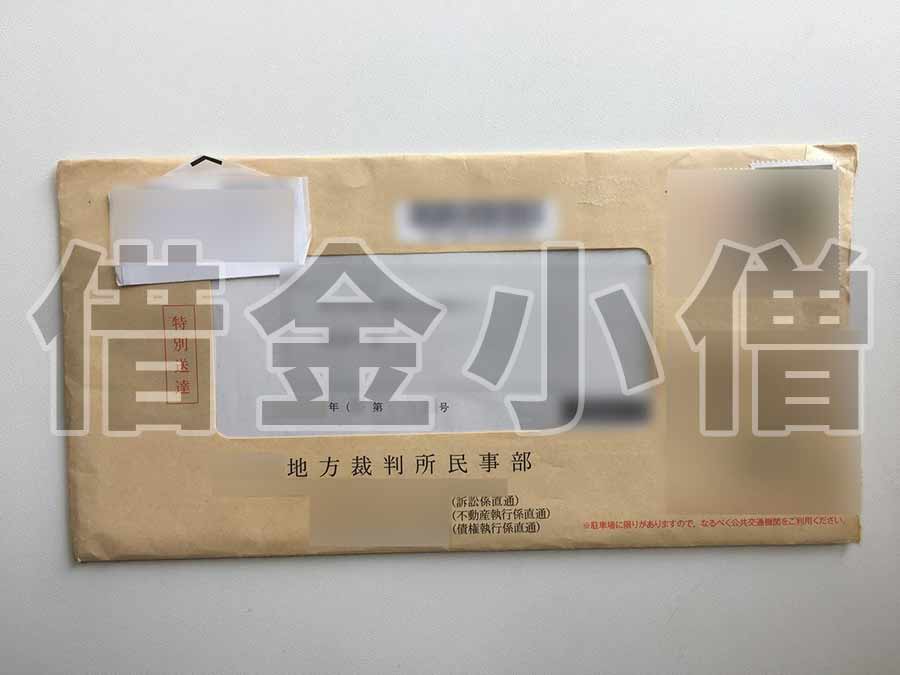 借金小僧
特別送達
年( 第 号
地方裁判所民事部
(訴訟係直通)
(不動産執行係直通)
(債権執行係直通)
※駐車場に限りがありますので，なるべく公共交通機関をご利用ください。